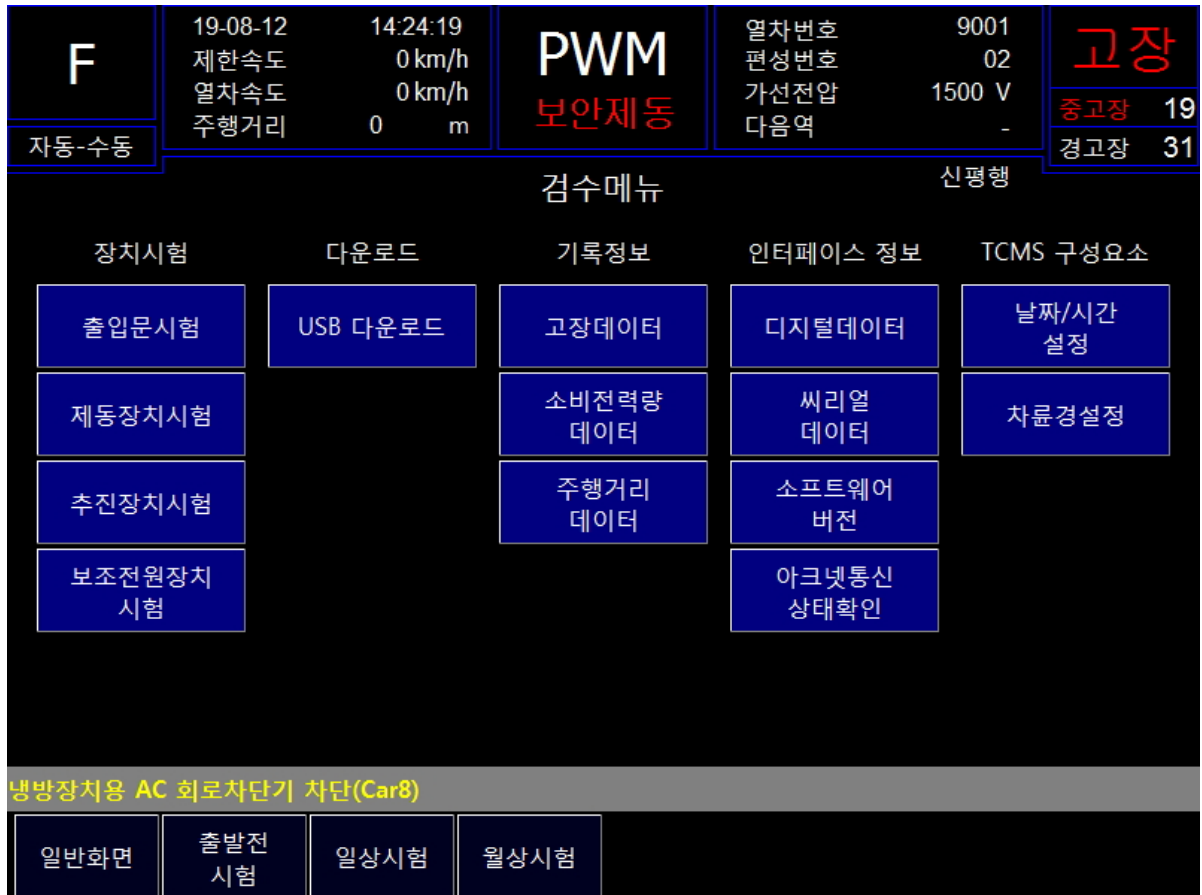 F
자동-수동
19-08-12 14:24:19
제한속도 0 km/h
열차속도 0 km/h
주행거리 0 m
PWM
보안제동
열차번호 9001
편성번호 02
가선전압 1500 V
다음역 -
고장
중고장 19
경고장 31
검수메뉴
신평행
장치시험
다운로드
기록정보
인터페이스 정보
TCMS 구성요소
출입문시험
USB 다운로드
고장데이터
디지털데이터
날짜/시간
설정
제동장치시험
소비전력량
데이터
씨리얼
데이터
차륜경설정
추진장치시험
주행거리
데이터
소프트웨어
버전
보조전원장치
시험
아크넷통신
상태확인
냉방장치용 AC 회로차단기 차단(Car8)
일반화면
출발전
시험
일상시험
월상시험